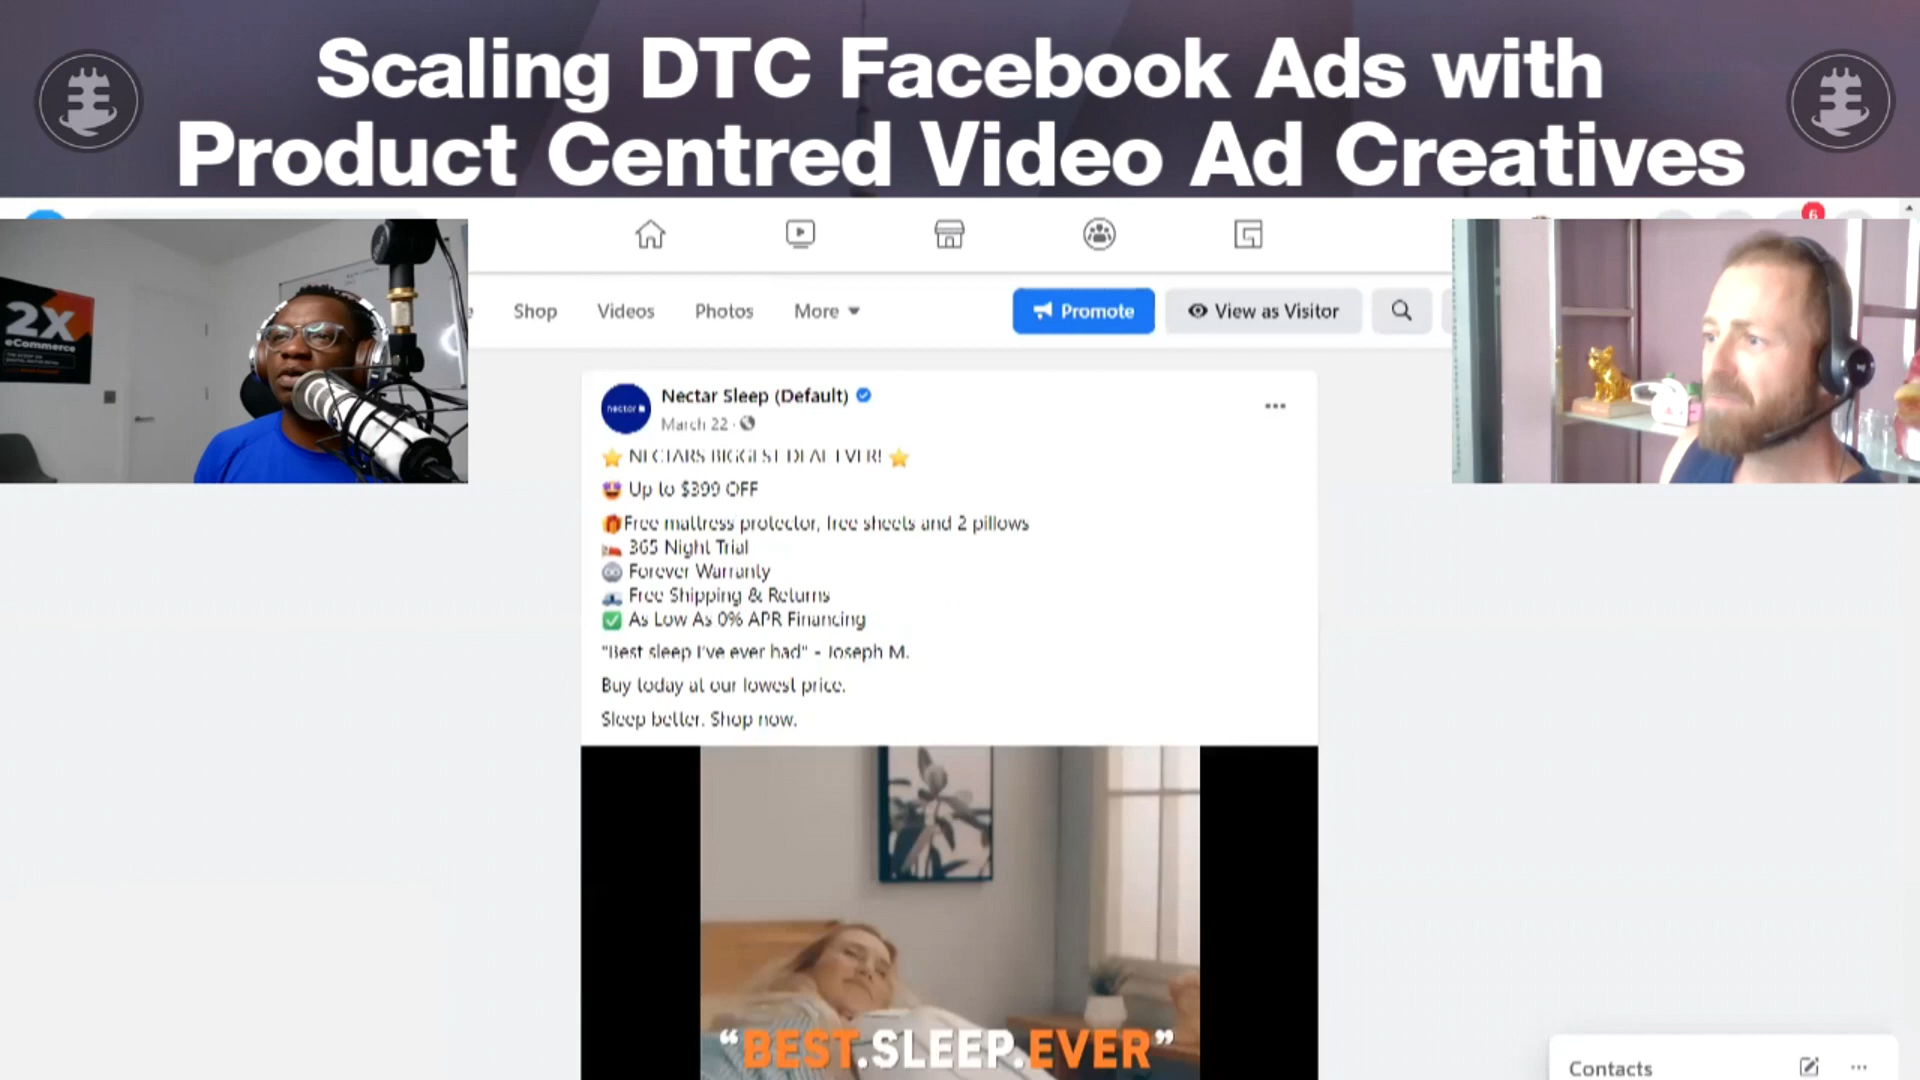 Scaling DTC Facebook Ads with
Product Centred Video Ad Creatives
6
2X
eCommerce
Shop
Videos
Photos
More
Promote
View as Visitor
nectar
Nectar Sleep (Default)
March 22 ·
NECTARS BIGGEST DEAL EVER!
Up to $399 OFF
Free mattress protector, free sheets and 2 pillows
365 Night Trial
Forever Warranty
Free Shipping & Returns
As Low As 0% APR Financing
"Best sleep I've ever had" - Joseph M.
Buy today at our lowest price.
Sleep better. Shop now.
“BEST.SLEEP.EVER”
Contacts